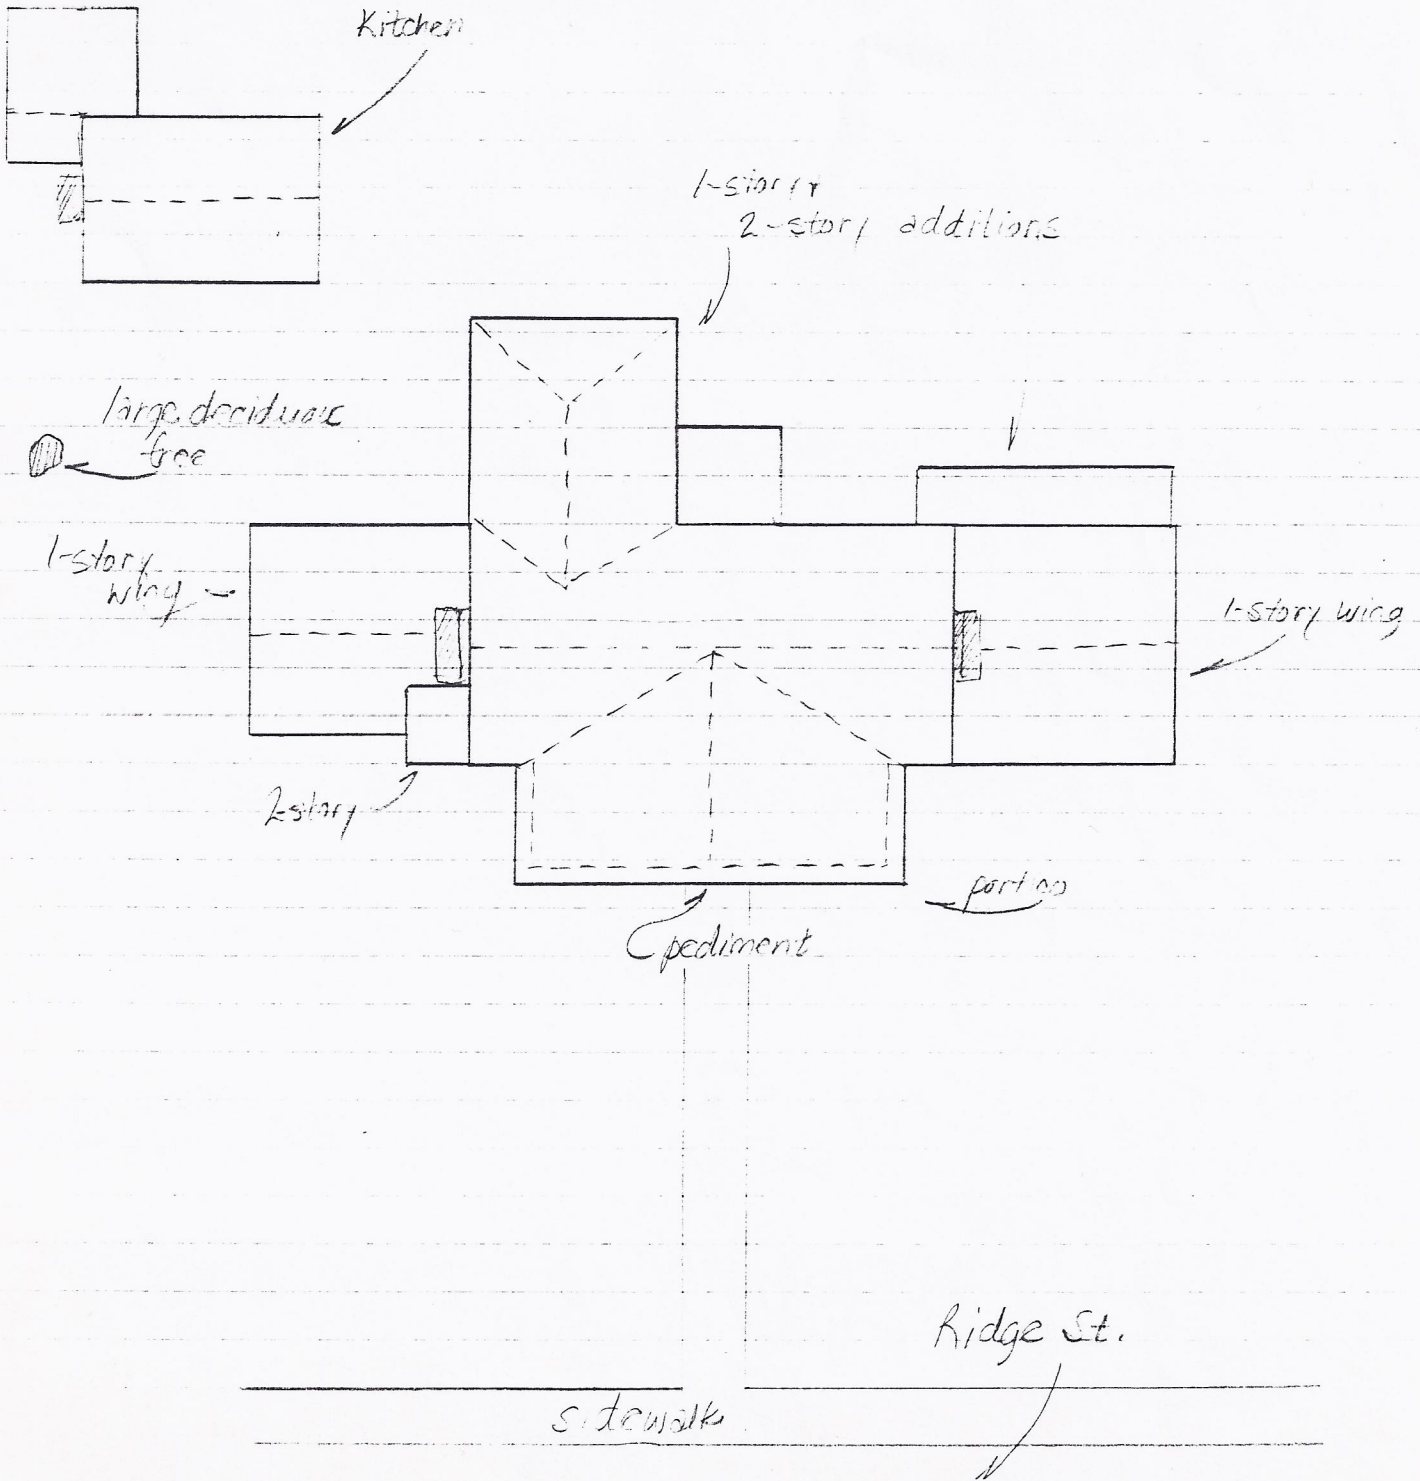 Kitchen
1-story +
2-story additions
large deciduous
tree
1-story
wing
1-story wing
2-story
portico
pediment
Ridge St.
sidewalk